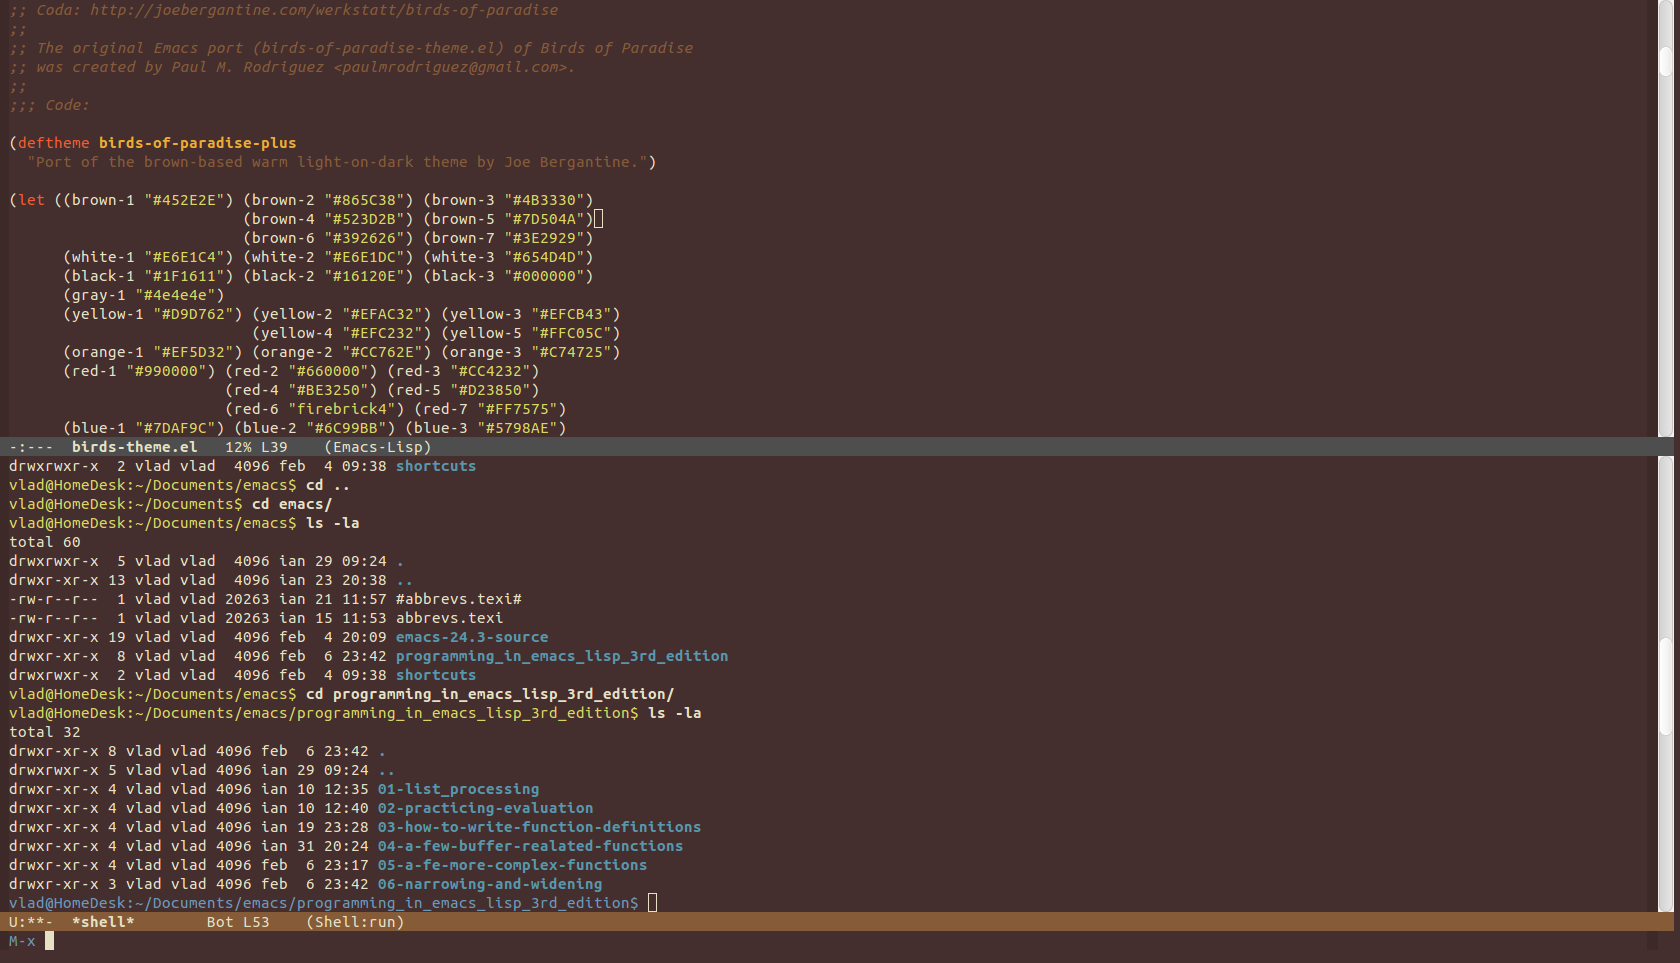 ;; Coda: http://joebergantine.com/werkstatt/birds-of-paradise
;;
;; The original Emacs port (birds-of-paradise-theme.el) of Birds of Paradise
;; was created by Paul M. Rodriguez <paulmrodriguez@gmail.com>.
;;
;;; Code:

(deftheme birds-of-paradise-plus
  "Port of the brown-based warm light-on-dark theme by Joe Bergantine.")

(let ((brown-1 "#452E2E") (brown-2 "#865C38") (brown-3 "#4B3330")
                          (brown-4 "#523D2B") (brown-5 "#7D504A")
                          (brown-6 "#392626") (brown-7 "#3E2929")
      (white-1 "#E6E1C4") (white-2 "#E6E1DC") (white-3 "#654D4D")
      (black-1 "#1F1611") (black-2 "#16120E") (black-3 "#000000")
      (gray-1 "#4e4e4e")
      (yellow-1 "#D9D762") (yellow-2 "#EFAC32") (yellow-3 "#EFCB43")
                           (yellow-4 "#EFC232") (yellow-5 "#FFC05C")
      (orange-1 "#EF5D32") (orange-2 "#CC762E") (orange-3 "#C74725")
      (red-1 "#990000") (red-2 "#660000") (red-3 "#CC4232")
                        (red-4 "#BE3250") (red-5 "#D23850")
                        (red-6 "firebrick4") (red-7 "#FF7575")
      (blue-1 "#7DAF9C") (blue-2 "#6C99BB") (blue-3 "#5798AE")
-:---  birds-theme.el   12% L39    (Emacs-Lisp)
drwxrwxr-x  2 vlad vlad  4096 feb  4 09:38 shortcuts
vlad@HomeDesk:~/Documents/emacs$ cd ..
vlad@HomeDesk:~/Documents$ cd emacs/
vlad@HomeDesk:~/Documents/emacs$ ls -la
total 60
drwxrwxr-x  5 vlad vlad  4096 ian 29 09:24 .
drwxr-xr-x 13 vlad vlad  4096 ian 23 20:38 ..
-rw-r--r--  1 vlad vlad 20263 ian 21 11:57 #abbrevs.texi#
-rw-r--r--  1 vlad vlad 20263 ian 15 11:53 abbrevs.texi
drwxr-xr-x 19 vlad vlad  4096 feb  4 20:09 emacs-24.3-source
drwxr-xr-x  8 vlad vlad  4096 feb  6 23:42 programming_in_emacs_lisp_3rd_edition
drwxr-xr-x  2 vlad vlad  4096 feb  4 09:38 shortcuts
vlad@HomeDesk:~/Documents/emacs$ cd programming_in_emacs_lisp_3rd_edition/
vlad@HomeDesk:~/Documents/emacs/programming_in_emacs_lisp_3rd_edition$ ls -la
total 32
drwxr-xr-x 8 vlad vlad 4096 feb  6 23:42 .
drwxrwxr-x 5 vlad vlad 4096 ian 29 09:24 ..
drwxr-xr-x 4 vlad vlad 4096 ian 10 12:35 01-list_processing
drwxr-xr-x 4 vlad vlad 4096 ian 10 12:40 02-practicing-evaluation
drwxr-xr-x 4 vlad vlad 4096 ian 19 23:28 03-how-to-write-function-definitions
drwxr-xr-x 4 vlad vlad 4096 ian 31 20:24 04-a-few-buffer-realated-functions
drwxr-xr-x 4 vlad vlad 4096 feb  6 23:17 05-a-fe-more-complex-functions
drwxr-xr-x 3 vlad vlad 4096 feb  6 23:42 06-narrowing-and-widening
vlad@HomeDesk:~/Documents/emacs/programming_in_emacs_lisp_3rd_edition$
U:**-  *shell*        Bot L53    (Shell:run)
M-x